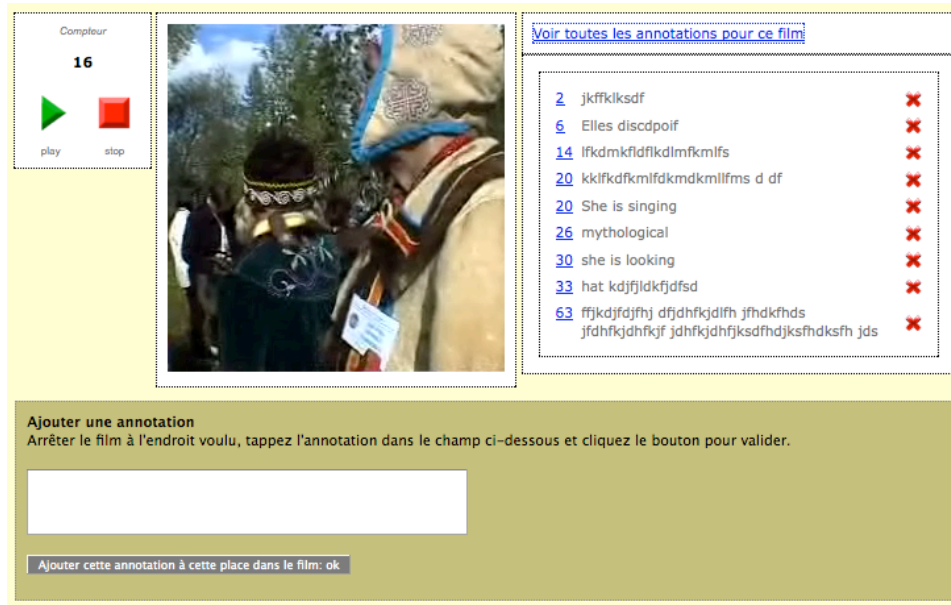 Compteur
16
play
stop
Voir toutes les annotations pour ce film
2 jkffklksdf
6 Elles discdpoif
14 lfkdmkfldflkdlmfkmlfs
20 kklfkdfkmlfdkmdkmllfms d df
20 She is singing
26 mythological
30 she is looking
33 hat kdjfjldkfjdfsd
63 ffjkdjfdjfhj dfjdhfkjdlfh jfhdkfhds
jfdhfkjdhfkjf jdhfkjdhfjksdfhdjksfhdksfh jds
Ajouter une annotation
Arrêter le film à l'endroit voulu, tappez l'annotation dans le champ ci-dessous et cliquez le bouton pour valider.
Ajouter cette annotation à cette place dans le film: ok